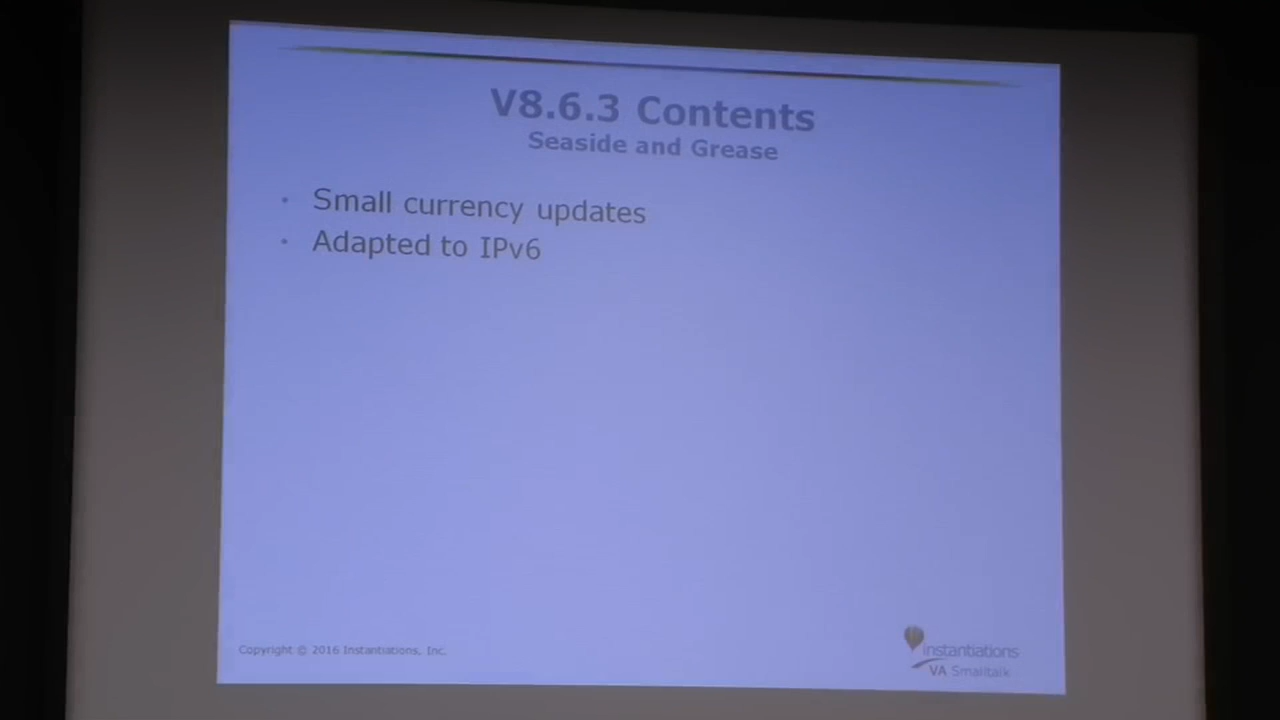 V8.6.3 Contents
Seaside and Grease
• Small currency updates
• Adapted to IPv6
Copyright © 2016 Instantiations, Inc.
instantiations
VA Smalltalk